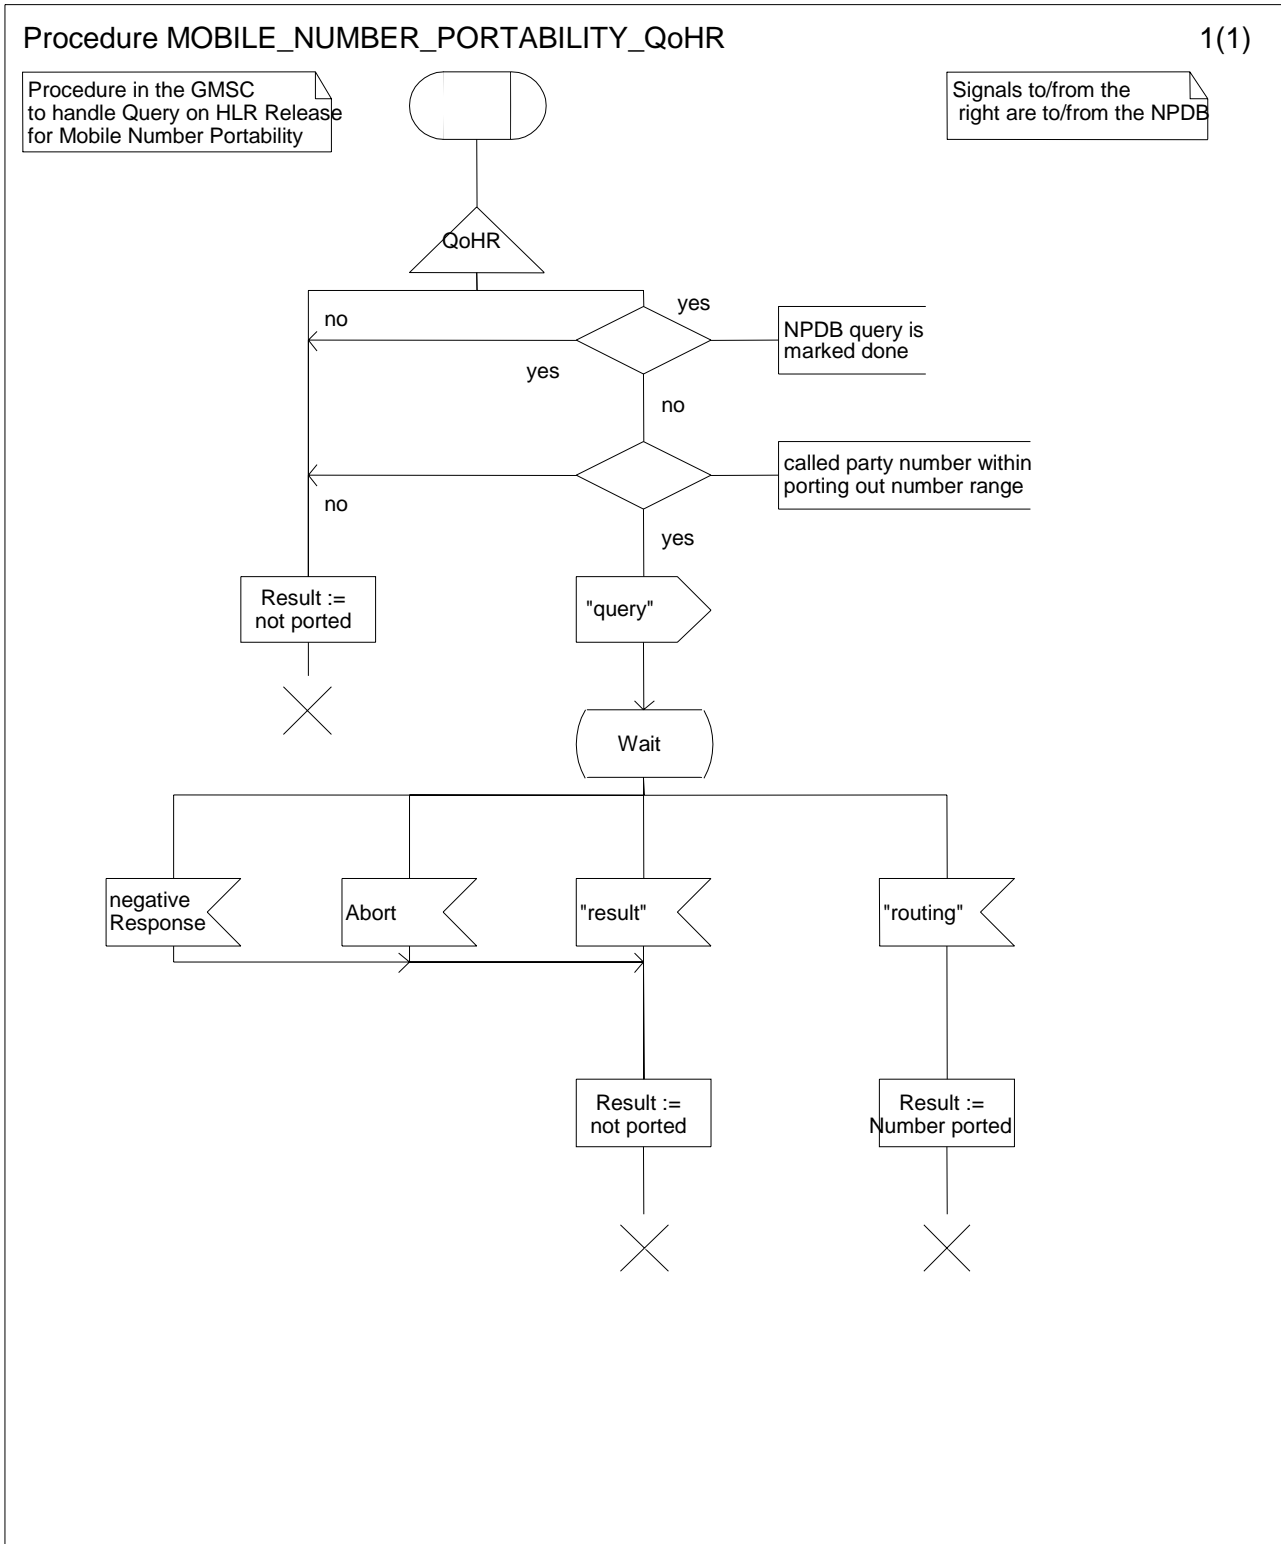 Procedure MOBILE_NUMBER_PORTABILITY_QoHR
1(1)
Procedure in the GMSC
to handle Query on HLR Release
for Mobile Number Portability
Signals to/from the
right are to/from the NPDB
QoHR
no
yes
NPDB query is
marked done
yes
no
called party number within
porting out number range
no
yes
Result :=
not ported
"query"
Wait
negative
Response
Abort
"result"
"routing"
Result :=
not ported
Result :=
Number ported